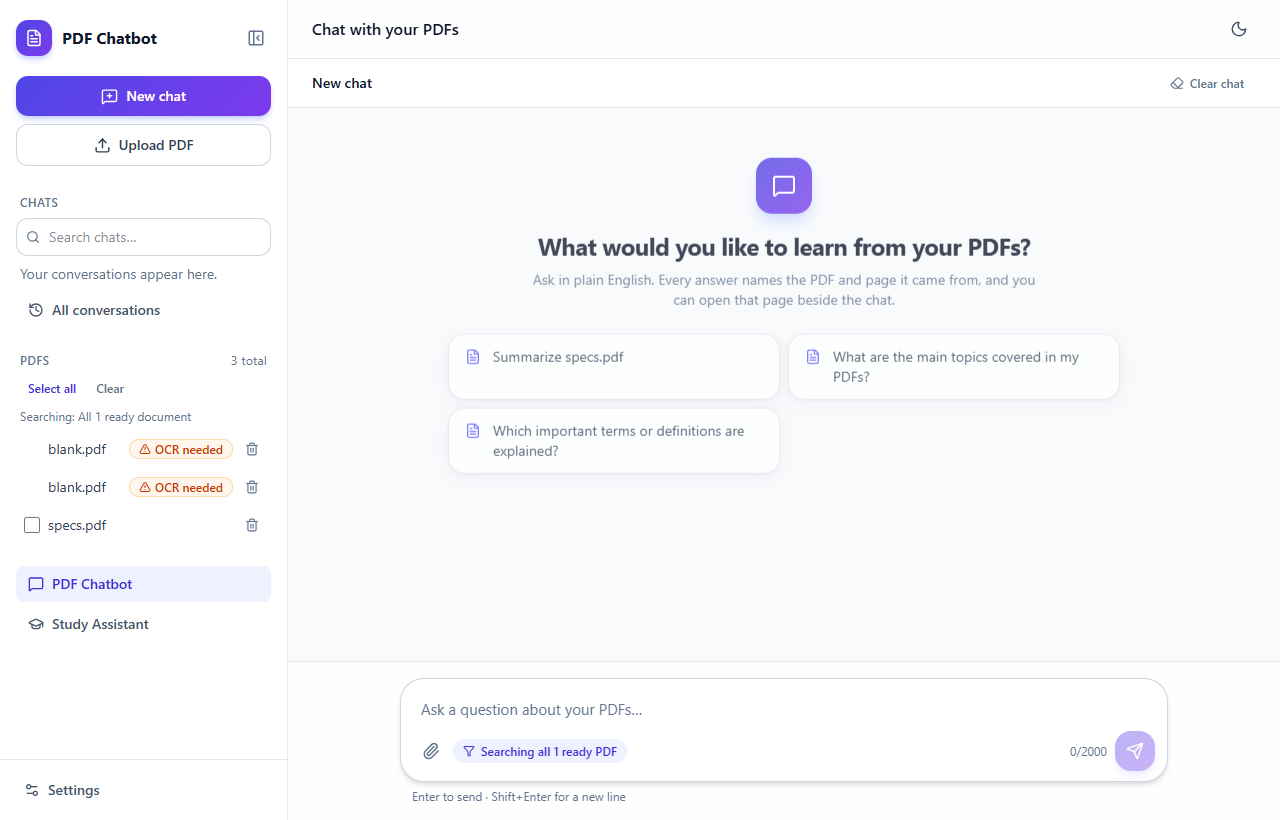 PDF Chatbot
New chat
Upload PDF
CHATS
Search chats...
Your conversations appear here.
All conversations
PDFS 3 total
Select all Clear
Searching: All 1 ready document
blank.pdf OCR needed
blank.pdf OCR needed
specs.pdf
PDF Chatbot
Study Assistant
Settings
Chat with your PDFs
New chat Clear chat
What would you like to learn from your PDFs?
Ask in plain English. Every answer names the PDF and page it came from, and you
can open that page beside the chat.
Summarize specs.pdf
What are the main topics covered in my
PDFs?
Which important terms or definitions are
explained?
Ask a question about your PDFs...
Searching all 1 ready PDF 0/2000
Enter to send · Shift+Enter for a new line